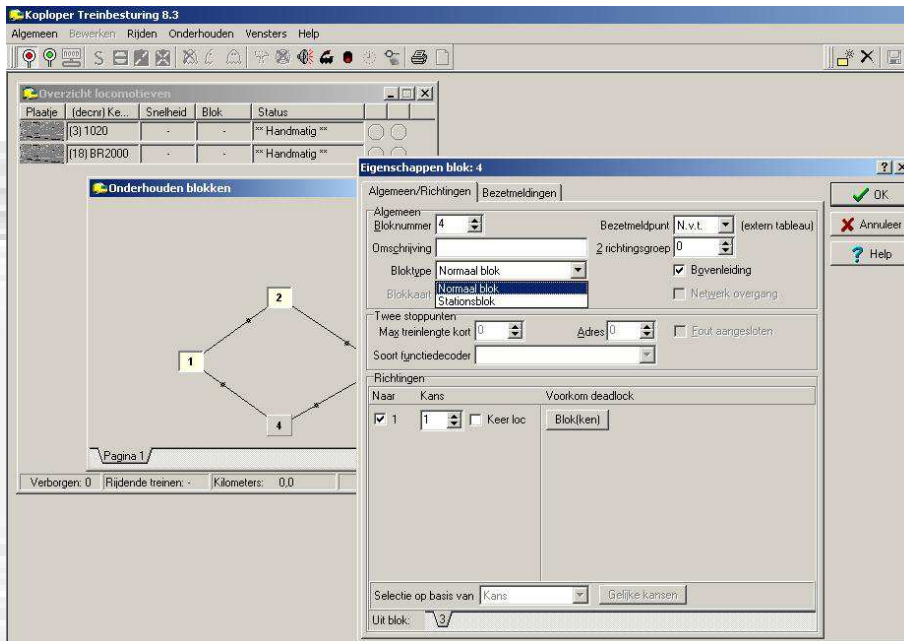 Koploper Treinbesturing 8.3
Algemeen Bewerken Rijden Onderhouden Vensters Help
Overzicht locomotieven
Plaatje (decnr) Ke... Snelheid Blok Status
(3) 1020 - - ** Handmatig **
(18) BR2000 - - ** Handmatig **
Onderhouden blokken
2
1
4
Pagina 1
Verborgen: 0 Rijdende treinen: - Kilometers: 0,0
Eigenschappen blok: 4
Algemeen/Richtingen Bezetmeldingen
Algemeen
Bloknummer 4 Bezetmeldpunt N.v.t. (extern tableau)
Omschrijving 2 richtingsgroep 0
Bloktype Normaal blok Bovenleiding
Normaal blok
Stationsblok
Blokkaart Netwerk overgang
Twee stoppunten
Max treinlengte kort 0 Adres 0 Fout aangesloten
Soort functiedecoder
Richtingen
Naar Kans Voorkom deadlock
1 1 Keer loc Blok(ken)
Selectie op basis van Kans Gelijke kansen
Uit blok: 3
OK
Annuleer
Help